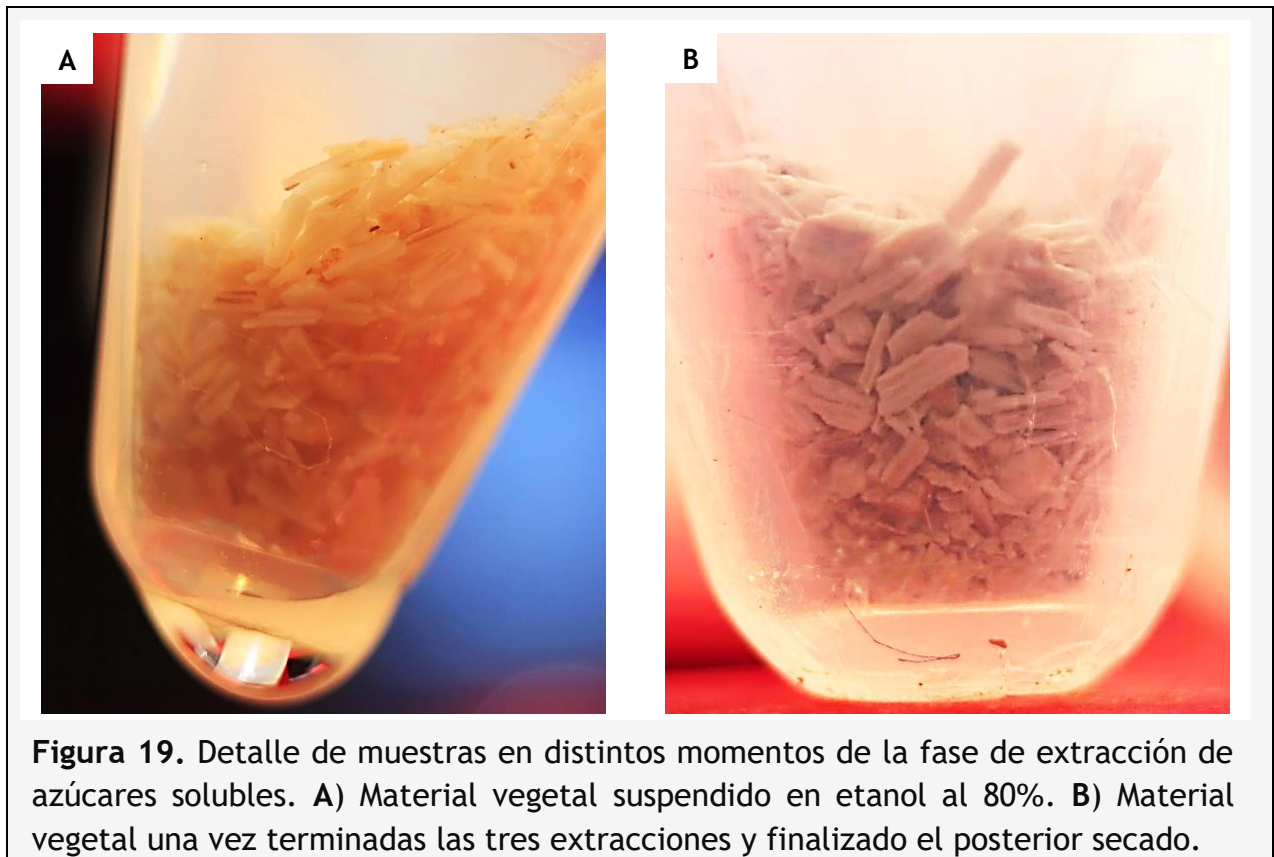 A
B
Figura 19. Detalle de muestras en distintos momentos de la fase de extracción de
azúcares solubles. A) Material vegetal suspendido en etanol al 80%. B) Material
vegetal una vez terminadas las tres extracciones y finalizado el posterior secado.